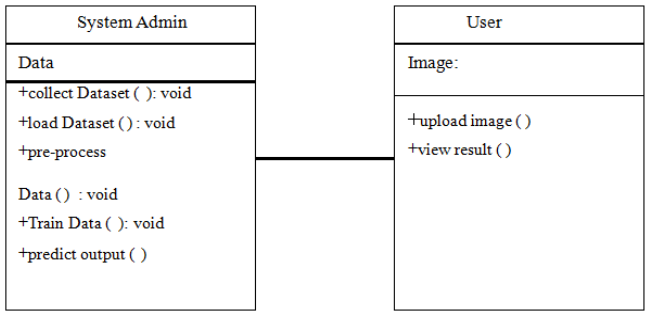 System Admin
Data
+collect Dataset ( ): void
+load Dataset () : void
+pre-process
Data () : void
+Train Data ( ): void
+predict output ( )
User
Image:
+upload image ( )
+view result ( )